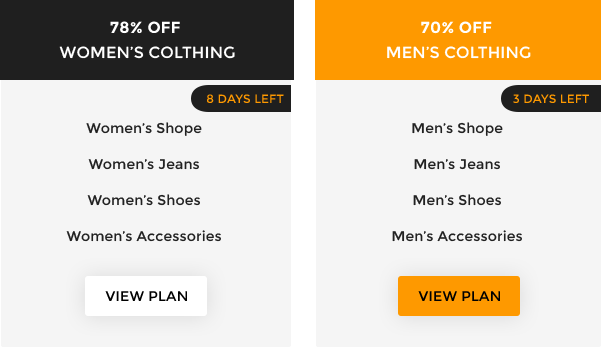 78% OFF
WOMEN’S COLTHING
8 DAYS LEFT
Women’s Shope
Women’s Jeans
Women’s Shoes
Women’s Accessories
VIEW PLAN
70% OFF
MEN’S COLTHING
3 DAYS LEFT
Men’s Shope
Men’s Jeans
Men’s Shoes
Men’s Accessories
VIEW PLAN